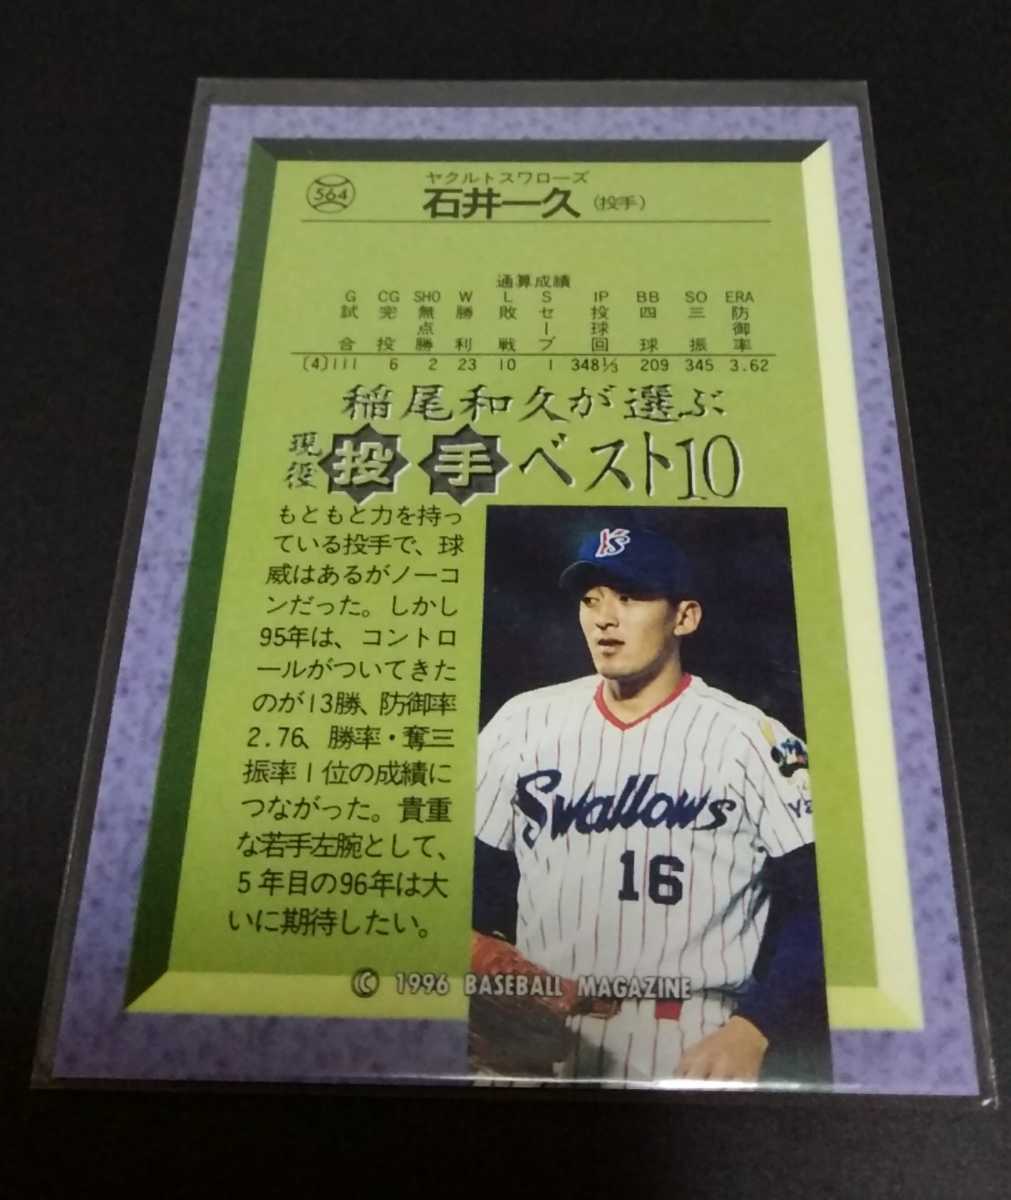 564
ヤクルトスワローズ
石井一久（投手）
通算成績
G CG SHO W L S IP BB SO ERA
試合 完投 無点勝 勝利 敗戦 セーブ 投球回 四球 三振 防御率
〔4〕111 6 2 23 10 1 348⅓ 209 345 3.62
稲尾和久が選ぶ
現役投手ベスト10
もともと力を持っ
ている投手で、球
威はあるがノーコ
ンだった。しかし
95年は、コントロ
ールがついてきた
のが13勝、防御率
2.76、勝率・奪三
振率1位の成績に
つながった。貴重
な若手左腕として、
5年目の96年は大
いに期待したい。
YS
Swallows
16
© 1996 BASEBALL MAGAZINE